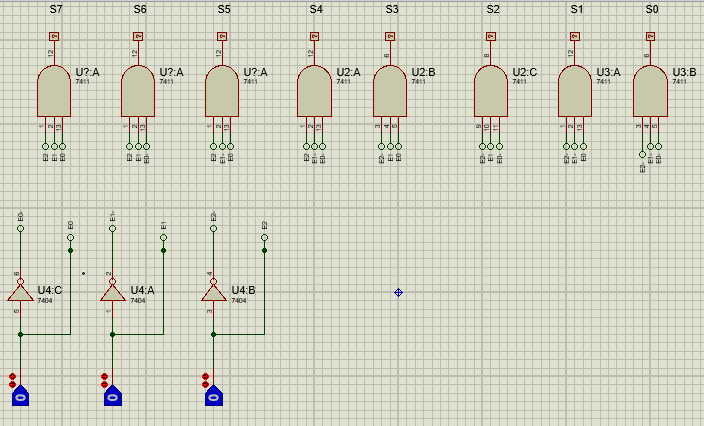 S7 S6 S5 S4 S3 S2 S1 S0
? ? ? ? ? ? ? ?
12 12 12 12 6 8 12 6
U?:A U?:A U?:A U2:A U2:B U2:C U3:A U3:B
7411 7411 7411 7411 7411 7411 7411 7411
1 2 13 1 2 13 1 2 13 1 2 13 3 4 5 9 10 11 1 2 13 3 4 5
E2 E1 E0 E2 E1 E0- E2 E1- E0 E2 E1- E0- E2- E1 E0 E2- E1 E0- E2- E1- E0 E2- E1- E0-
E0- E0 E1- E1 E2- E2
6 2 4
U4:C U4:A U4:B
7404 7404 7404
5 1 3
0 0 0